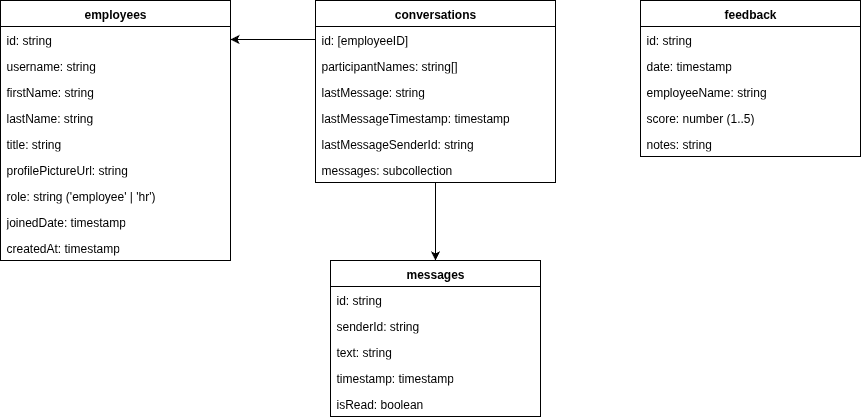 employees
id: string
username: string
firstName: string
lastName: string
title: string
profilePictureUrl: string
role: string ('employee' | 'hr')
joinedDate: timestamp
createdAt: timestamp
conversations
id: [employeeID]
participantNames: string[]
lastMessage: string
lastMessageTimestamp: timestamp
lastMessageSenderId: string
messages: subcollection
feedback
id: string
date: timestamp
employeeName: string
score: number (1..5)
notes: string
messages
id: string
senderId: string
text: string
timestamp: timestamp
isRead: boolean